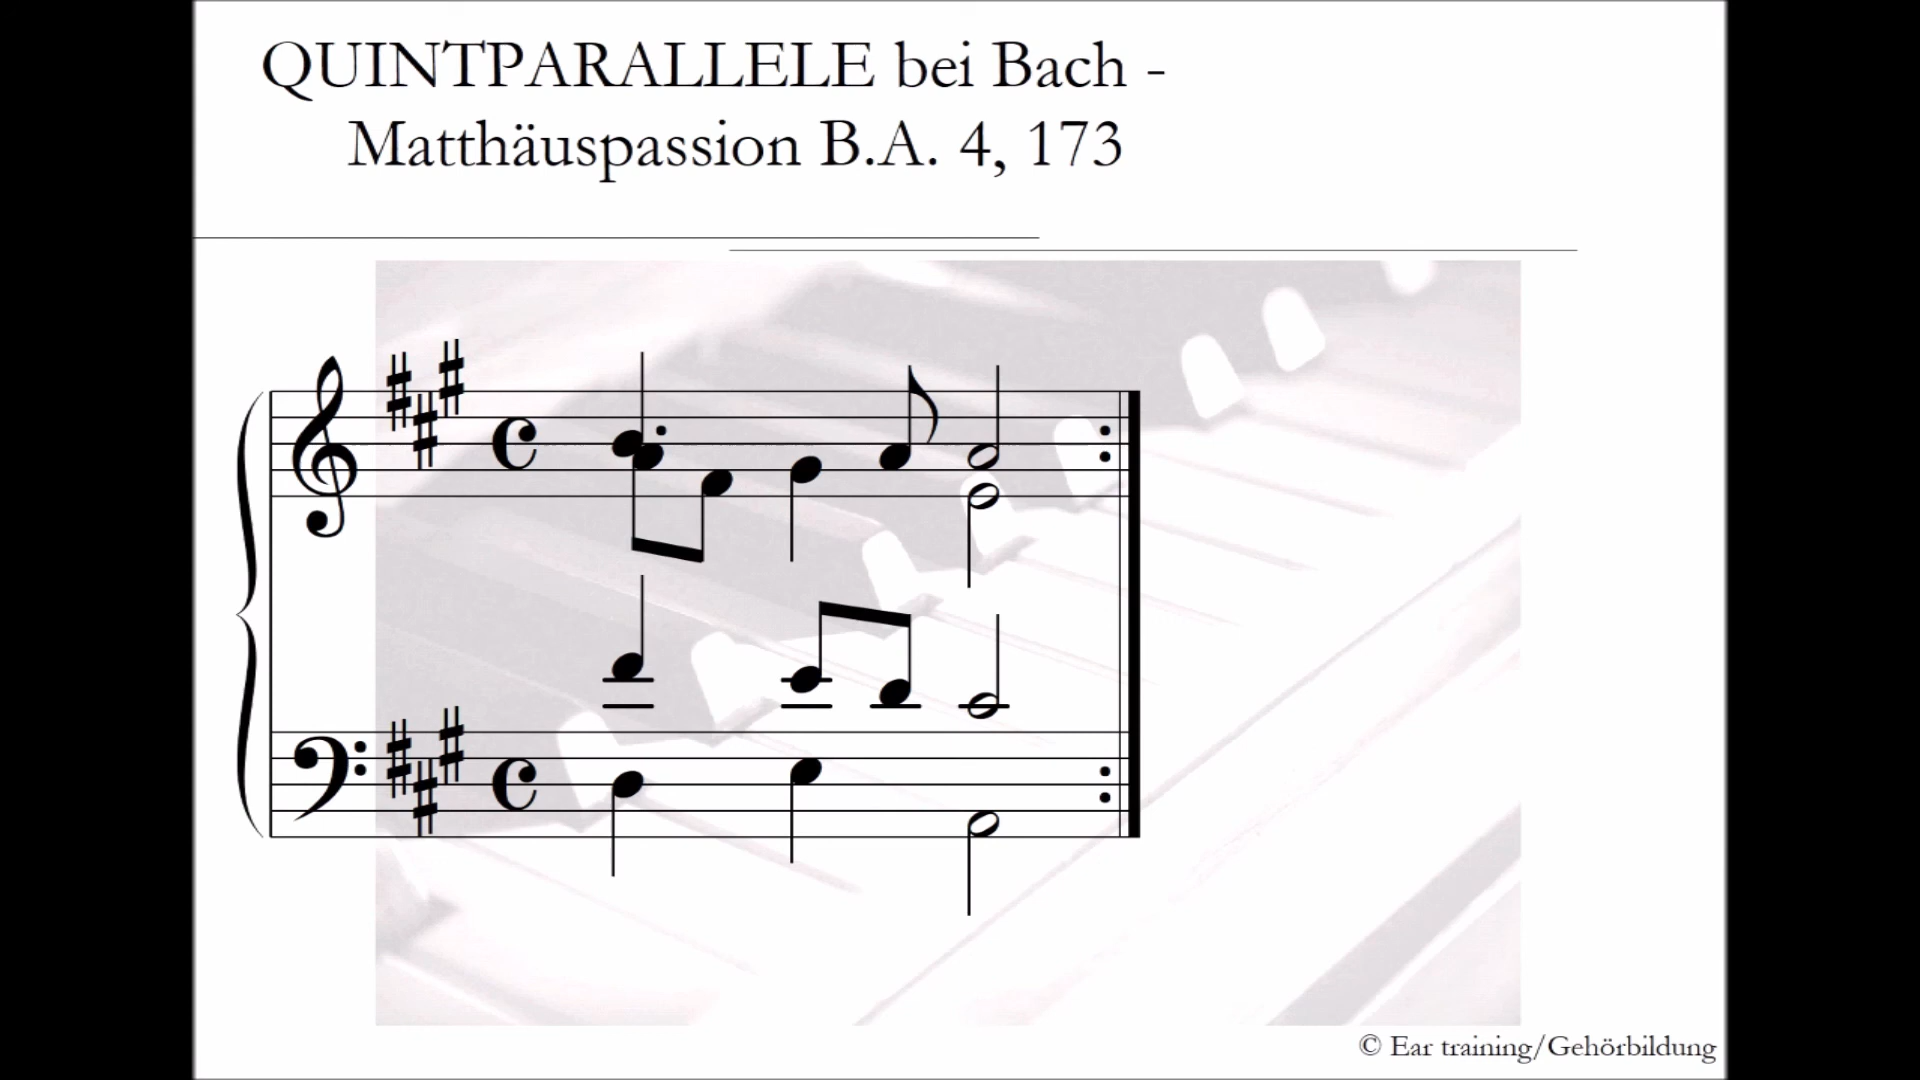 QUINTPARALLELE bei Bach -
Matthäuspassion B.A. 4, 173
© Ear training/Gehörbildung